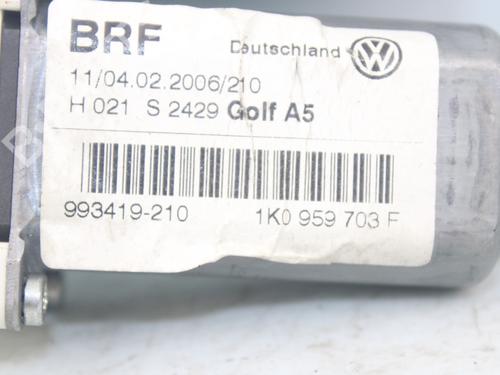 BRF Deutschland
11/04.02.2006/210
H 021 S 2429 Golf A5
993419-210 1K0 959 703 F